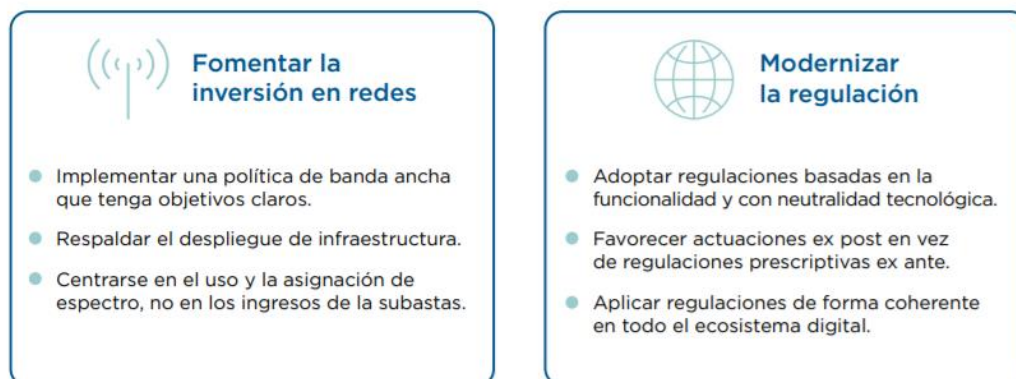 Fomentar la
inversión en redes
Implementar una política de banda ancha
que tenga objetivos claros.
Respaldar el despliegue de infraestructura.
Centrarse en el uso y la asignación de
espectro, no en los ingresos de la subastas.
Modernizar
la regulación
Adoptar regulaciones basadas en la
funcionalidad y con neutralidad tecnológica.
Favorecer actuaciones ex post en vez
de regulaciones prescriptivas ex ante.
Aplicar regulaciones de forma coherente
en todo el ecosistema digital.